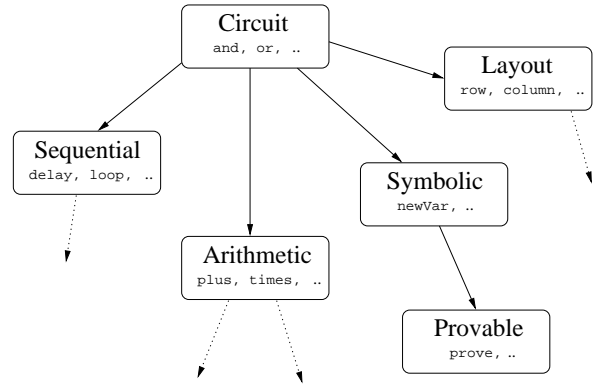 Circuit
and, or, ..
Layout
row, column, ..
Sequential
delay, loop, ..
Symbolic
newVar, ..
Arithmetic
plus, times, ..
Provable
prove, ..